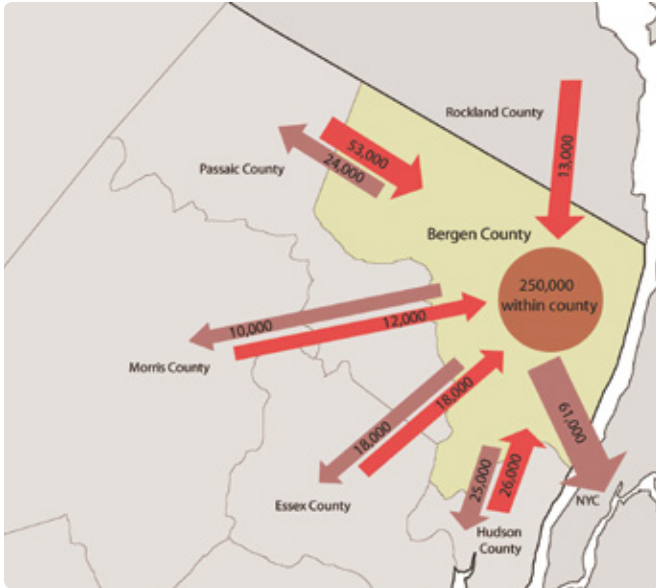 Rockland County
13,000
53,000
24,000
Passaic County
Bergen County
250,000
within county
10,000
12,000
Morris County
18,000
18,000
61,000
25,000
26,000
Essex County
NYC
Hudson
County